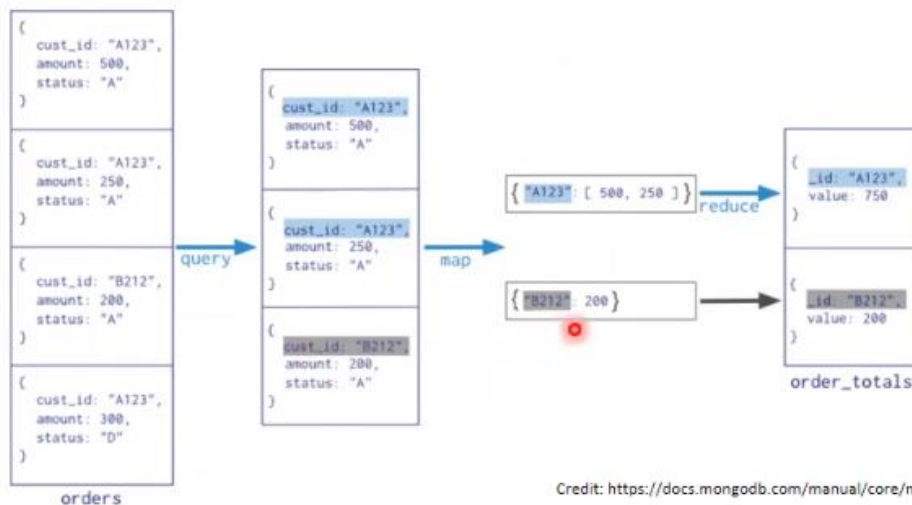 {
cust_id: "A123",
amount: 500,
status: "A"
}
{
cust_id: "A123",
amount: 250,
status: "A"
}
{
cust_id: "B212",
amount: 200,
status: "A"
}
{
cust_id: "A123",
amount: 300,
status: "D"
}
orders
query
{
cust_id: "A123",
amount: 500,
status: "A"
}
{
cust_id: "A123",
amount: 250,
status: "A"
}
{
cust_id: "B212",
amount: 200,
status: "A"
}
map
{ "A123": [ 500, 250 ] }
reduce
{ "B212": 200 }
{
_id: "A123",
value: 750
}
{
_id: "B212",
value: 200
}
order_totals
Credit: https://docs.mongodb.com/manual/core/